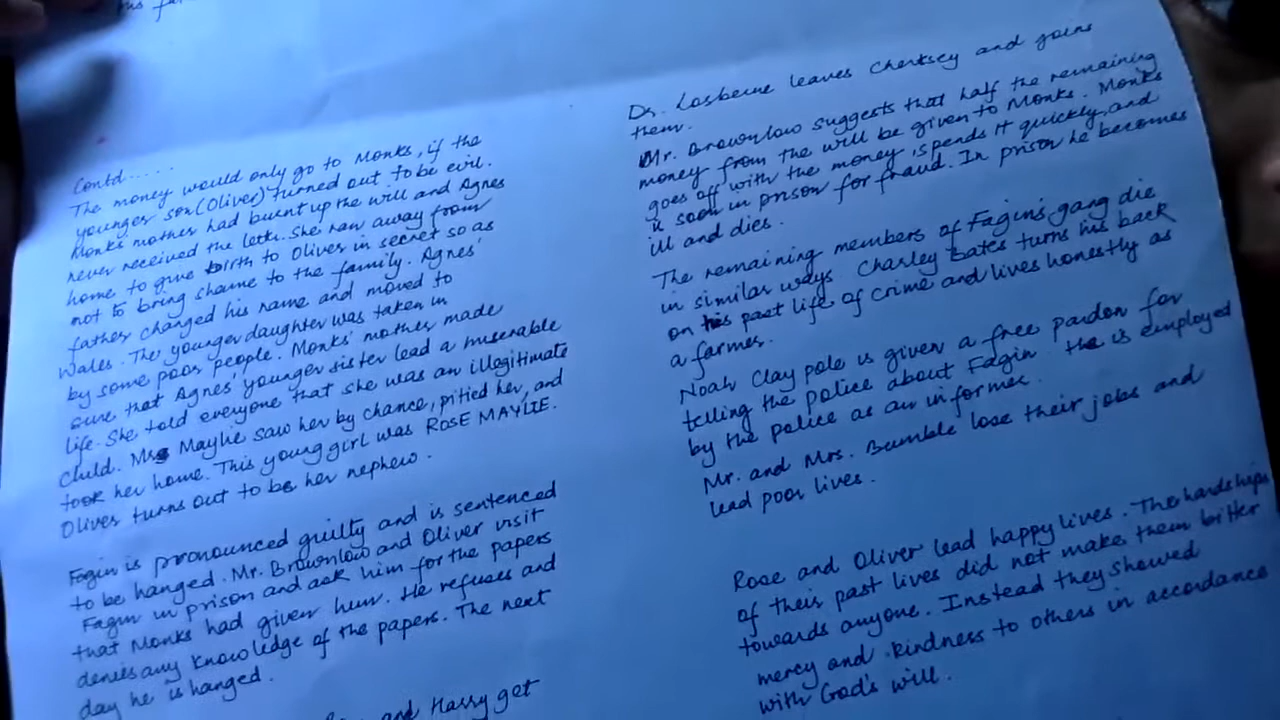 Contd.....
The money would only go to Monks, if the
younger son (Oliver) turned out to be evil.
Monks mother had burnt up the will and Agnes
never received the letter. She ran away from
home to give birth to Oliver in secret so as
not to bring shame to the family. Agnes'
father changed his name and moved to
Wales. The younger daughter was taken in
by some poor people. Monks' mother made
sure that Agnes' younger sister lead a miserable
life. She told everyone that she was an illegitimate
child. Mrs Maylie saw her by chance, pitied her, and
took her home. This young girl was ROSE MAYLIE.
Oliver turns out to be her nephew.
Fagin is pronounced guilty and is sentenced
to be hanged. Mr. Brownlow and Oliver visit
Fagin in prison and ask him for the papers
that Monks had given him. He refuses and
denies any knowledge of the papers. The next
day he is hanged.
and Harry get
Dr. Losberne leaves Chertsey and joins
them.
Mr. Brownlow suggests that half the remaining
money from the will be given to Monks. Monks
goes off with the money, spends it quickly, and
is soon in prison for fraud. In prison he becomes
ill and dies.
The remaining members of Fagin's gang die
in similar ways. Charley Bates turns his back
on his past life of crime and lives honestly as
a farmer.
Noah Claypole is given a free pardon for
telling the police about Fagin. He is employed
by the police as an informer.
Mr. and Mrs. Bumble lose their jobs and
lead poor lives.
Rose and Oliver lead happy lives. The hardships
of their past lives did not make them bitter
towards anyone. Instead they showed
mercy and kindness to others in accordance
with God's will.